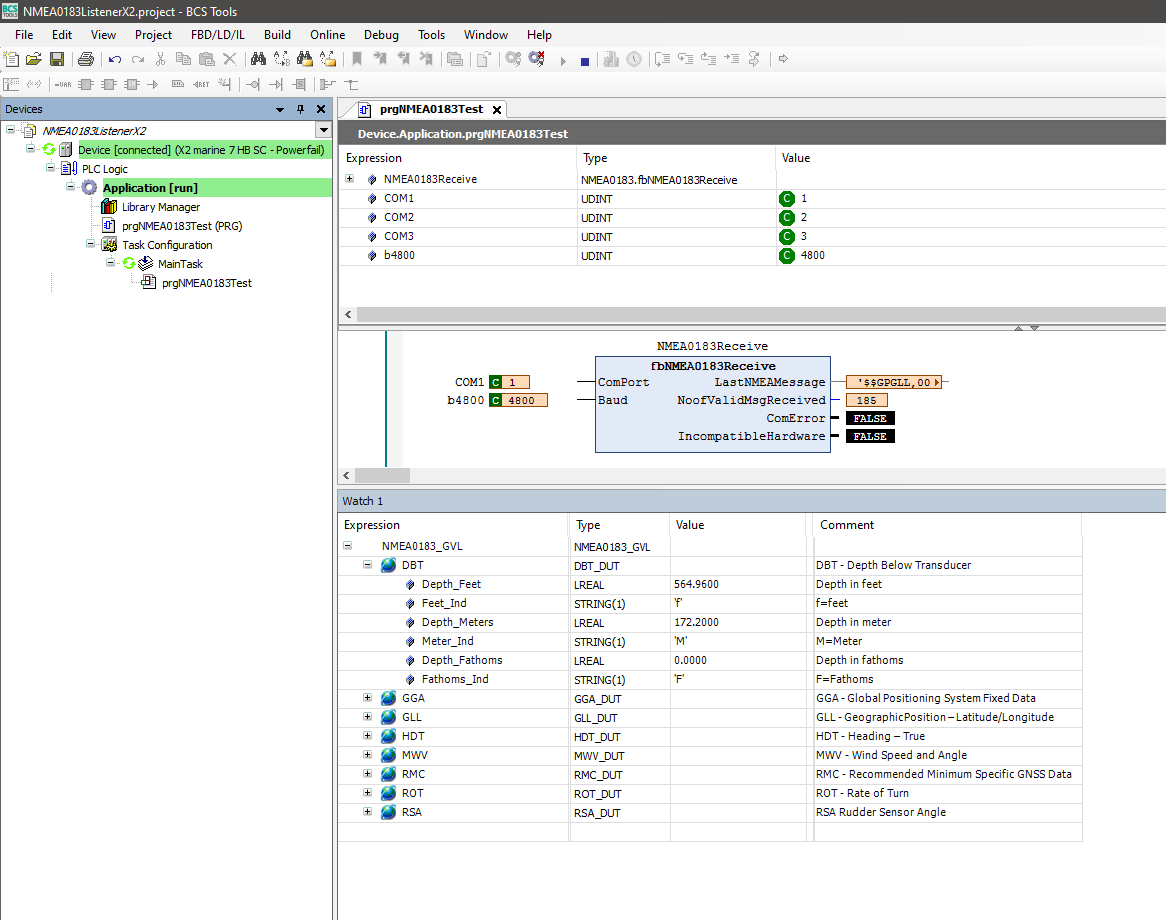 NMEA0183ListenerX2.project - BCS Tools
File Edit View Project FBD/LD/IL Build Online Debug Tools Window Help
Devices
NMEA0183ListenerX2
Device [connected] (X2 marine 7 HB SC - Powerfail)
PLC Logic
Application [run]
Library Manager
prgNMEA0183Test (PRG)
Task Configuration
MainTask
prgNMEA0183Test
prgNMEA0183Test
Device.Application.prgNMEA0183Test
Expression Type Value
NMEA0183Receive NMEA0183.fbNMEA0183Receive
COM1 UDINT C 1
COM2 UDINT C 2
COM3 UDINT C 3
b4800 UDINT C 4800
NMEA0183Receive
fbNMEA0183Receive
COM1 C 1 ComPort LastNMEAMessage '$$GPGLL,00
b4800 C 4800 Baud NoofValidMsgReceived 185
ComError FALSE
IncompatibleHardware FALSE
Watch 1
Expression Type Value Comment
NMEA0183_GVL NMEA0183_GVL
DBT DBT_DUT DBT - Depth Below Transducer
Depth_Feet LREAL 564.9600 Depth in feet
Feet_Ind STRING(1) 'f' f=feet
Depth_Meters LREAL 172.2000 Depth in meter
Meter_Ind STRING(1) 'M' M=Meter
Depth_Fathoms LREAL 0.0000 Depth in fathoms
Fathoms_Ind STRING(1) 'F' F=Fathoms
GGA GGA_DUT GGA - Global Positioning System Fixed Data
GLL GLL_DUT GLL - GeographicPosition – Latitude/Longitude
HDT HDT_DUT HDT - Heading – True
MWV MWV_DUT MWV - Wind Speed and Angle
RMC RMC_DUT RMC - Recommended Minimum Specific GNSS Data
ROT ROT_DUT ROT - Rate of Turn
RSA RSA_DUT RSA Rudder Sensor Angle